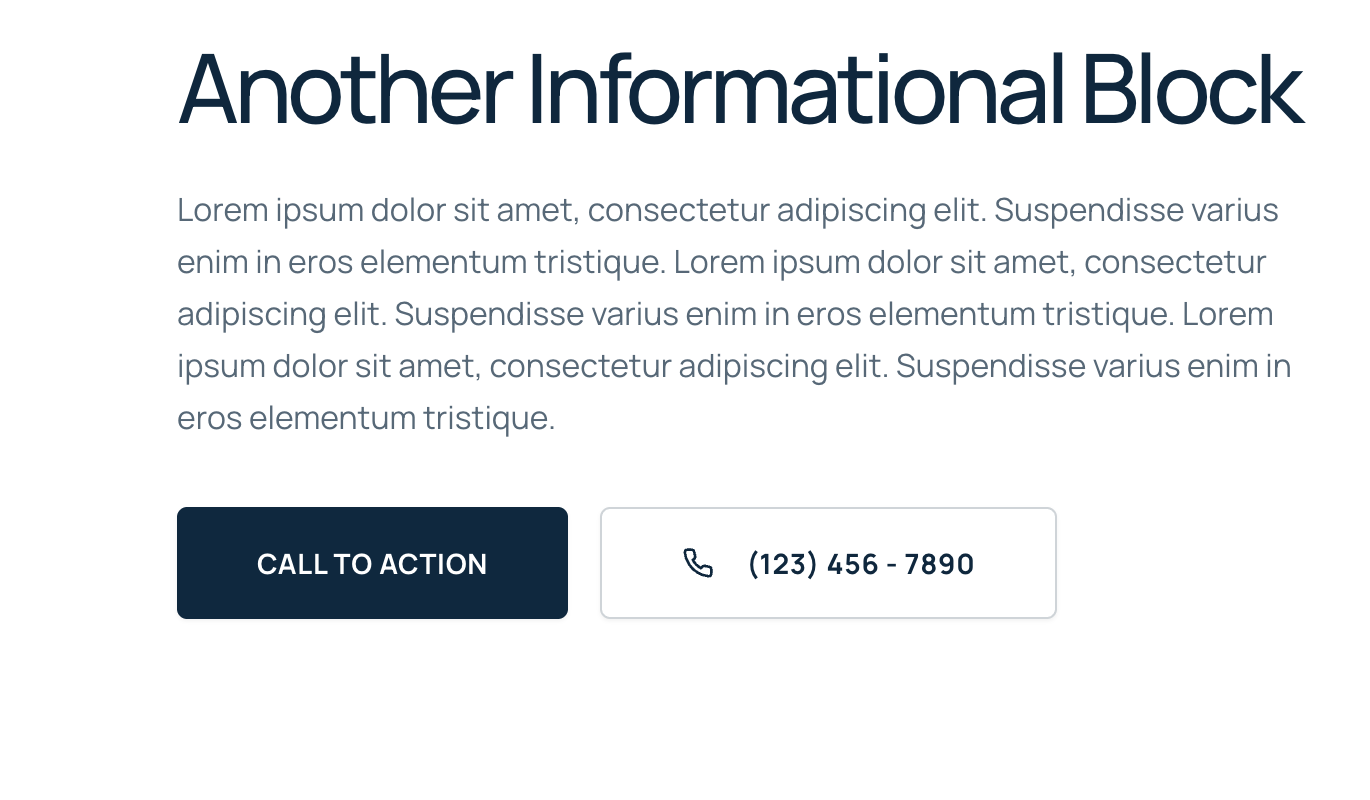 Another Informational Block
Lorem ipsum dolor sit amet, consectetur adipiscing elit. Suspendisse varius
enim in eros elementum tristique. Lorem ipsum dolor sit amet, consectetur
adipiscing elit. Suspendisse varius enim in eros elementum tristique. Lorem
ipsum dolor sit amet, consectetur adipiscing elit. Suspendisse varius enim in
eros elementum tristique.
CALL TO ACTION
(123) 456 - 7890